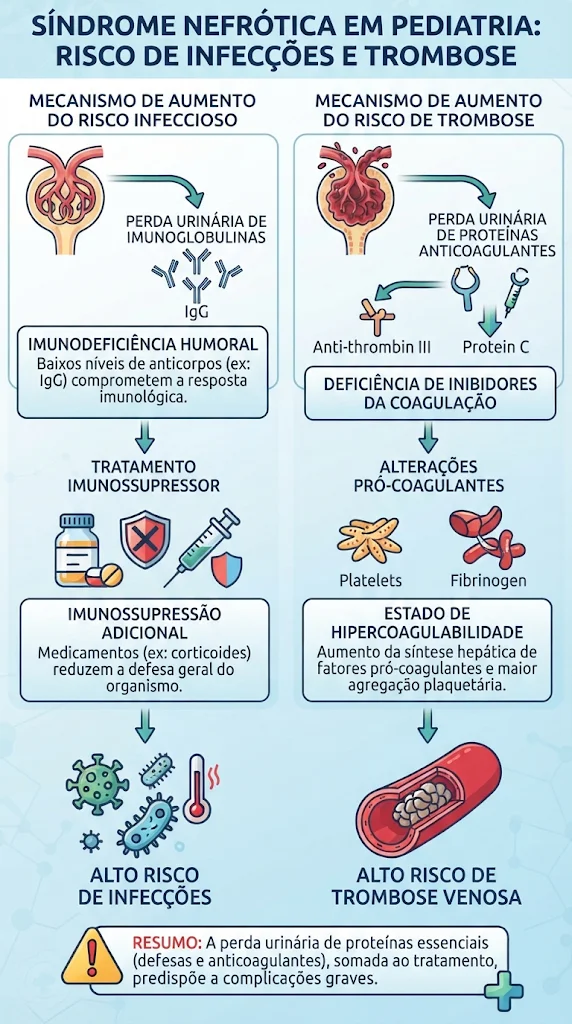 SÍNDROME NEFRÓTICA EM PEDIATRIA:
RISCO DE INFECÇÕES E TROMBOSE
MECANISMO DE AUMENTO
DO RISCO INFECCIOSO
PERDA URINÁRIA DE
IMUNOGLOBULINAS
IgG
IMUNODEFICIÊNCIA HUMORAL
Baixos níveis de anticorpos (ex:
IgG) comprometem a resposta
imunológica.
TRATAMENTO
IMUNOSSUPRESSOR
IMUNOSSUPRESSÃO
ADICIONAL
Medicamentos (ex: corticoides)
reduzem a defesa geral do
organismo.
ALTO RISCO
DE INFECÇÕES
MECANISMO DE AUMENTO
DO RISCO DE TROMBOSE
PERDA URINÁRIA
DE PROTEÍNAS
ANTICOAGULANTES
Anti-thrombin III
Protein C
DEFICIÊNCIA DE INIBIDORES
DA COAGULAÇÃO
ALTERAÇÕES
PRÓ-COAGULANTES
Platelets
Fibrinogen
ESTADO DE
HIPERCOAGULABILIDADE
Aumento da síntese hepática de
fatores pró-coagulantes e maior
agregação plaquetária.
ALTO RISCO DE
TROMBOSE VENOSA
RESUMO: A perda urinária de proteínas essenciais
(defesas e anticoagulantes), somada ao tratamento,
predispõe a complicações graves.